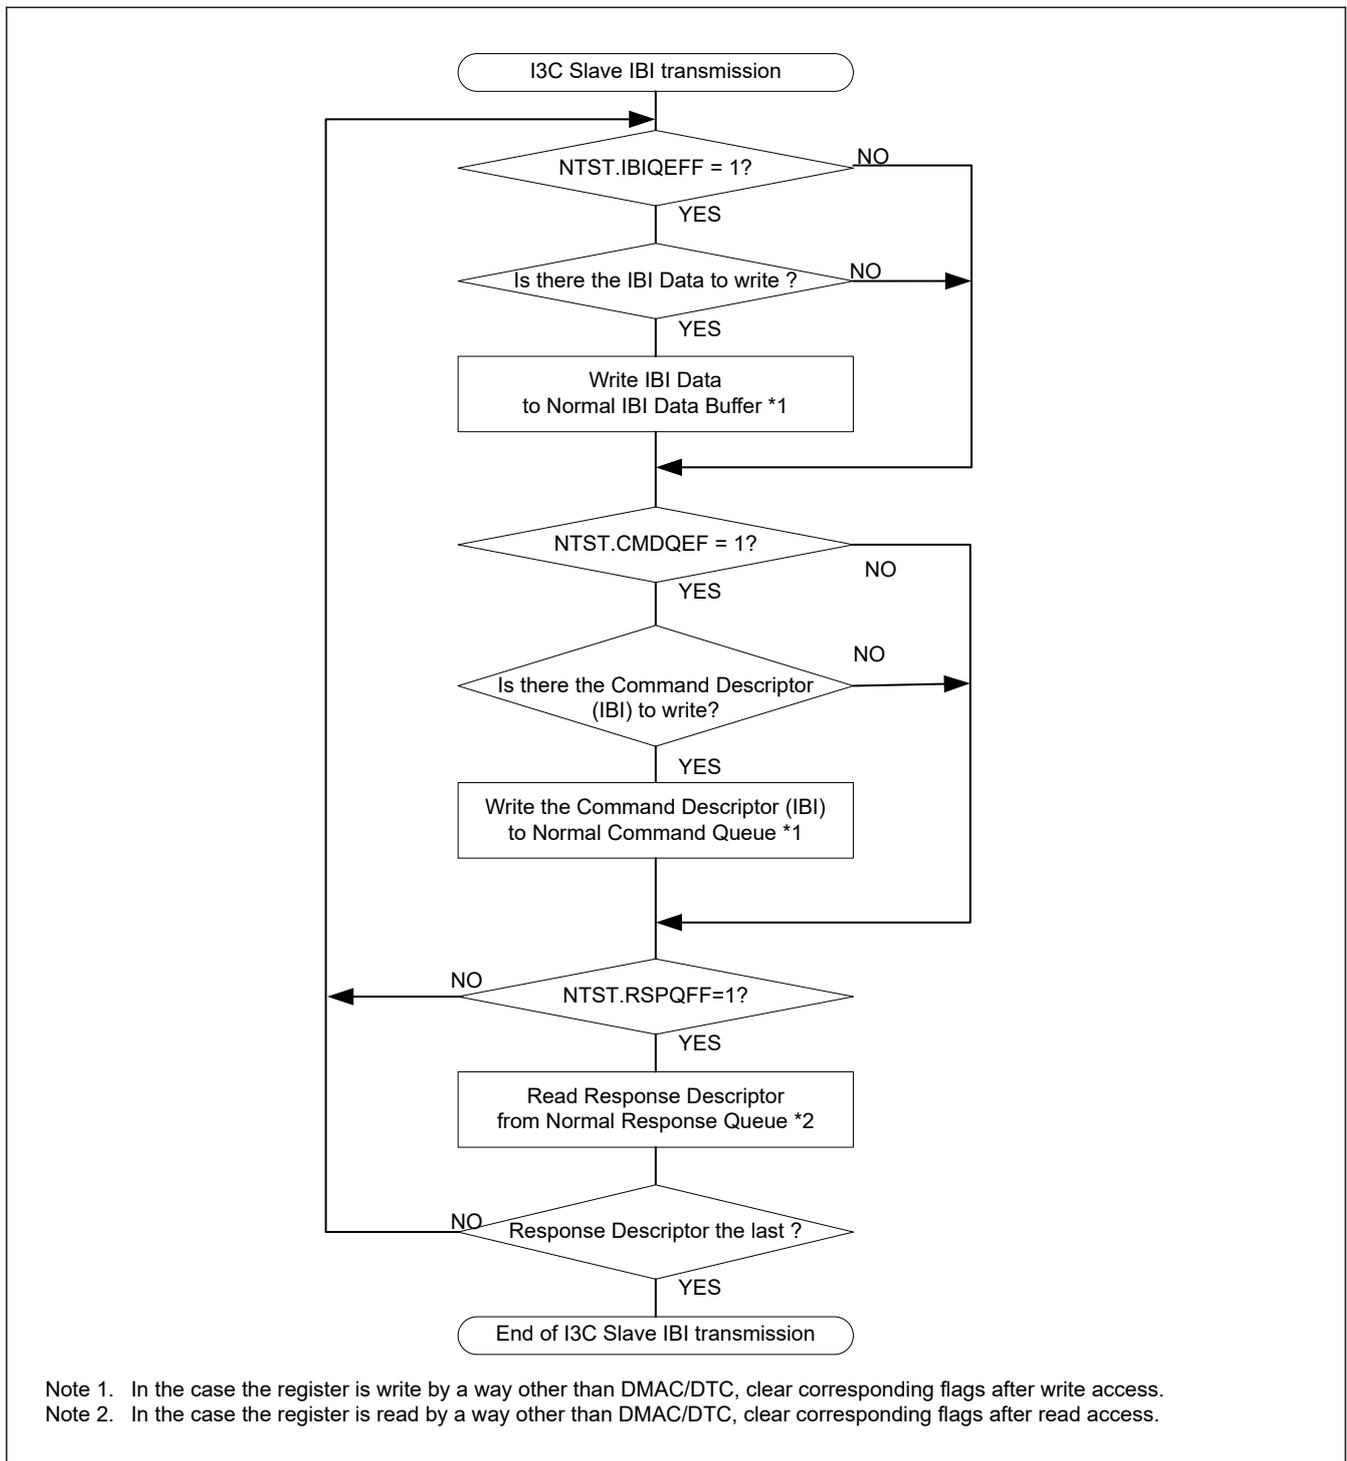 I3C Slave IBI transmission
NTST.IBIQEFF = 1?
NO
YES
Is there the IBI Data to write ?
NO
YES
Write IBI Data
to Normal IBI Data Buffer *1
NTST.CMDQEF = 1?
NO
YES
NO
Is there the Command Descriptor
(IBI) to write?
YES
Write the Command Descriptor (IBI)
to Normal Command Queue *1
NO
NTST.RSPQFF=1?
YES
Read Response Descriptor
from Normal Response Queue *2
NO
Response Descriptor the last ?
YES
End of I3C Slave IBI transmission
Note 1. In the case the register is write by a way other than DMAC/DTC, clear corresponding flags after write access.
Note 2. In the case the register is read by a way other than DMAC/DTC, clear corresponding flags after read access.